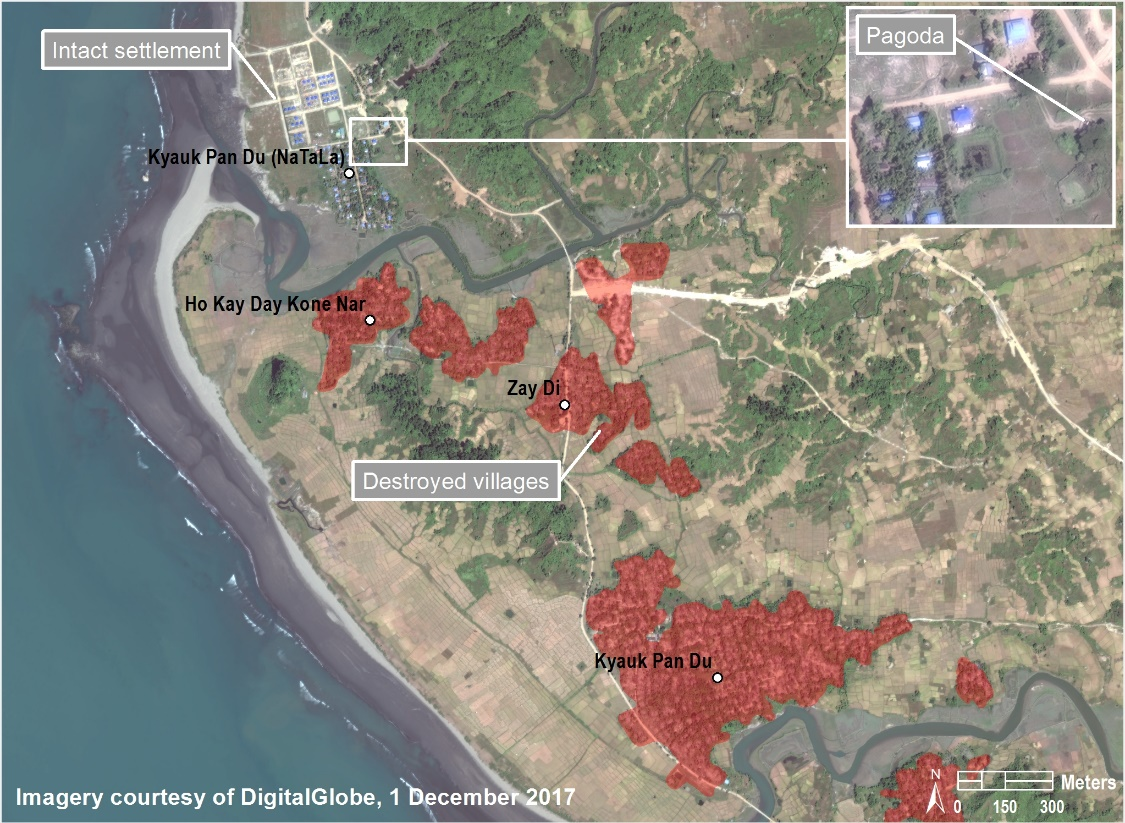 Intact settlement
Pagoda
Kyauk Pan Du (NaTaLa)
Ho Kay Day Kone Nar
Zay Di
Destroyed villages
Kyauk Pan Du
N
Meters
0 150 300
Imagery courtesy of DigitalGlobe, 1 December 2017